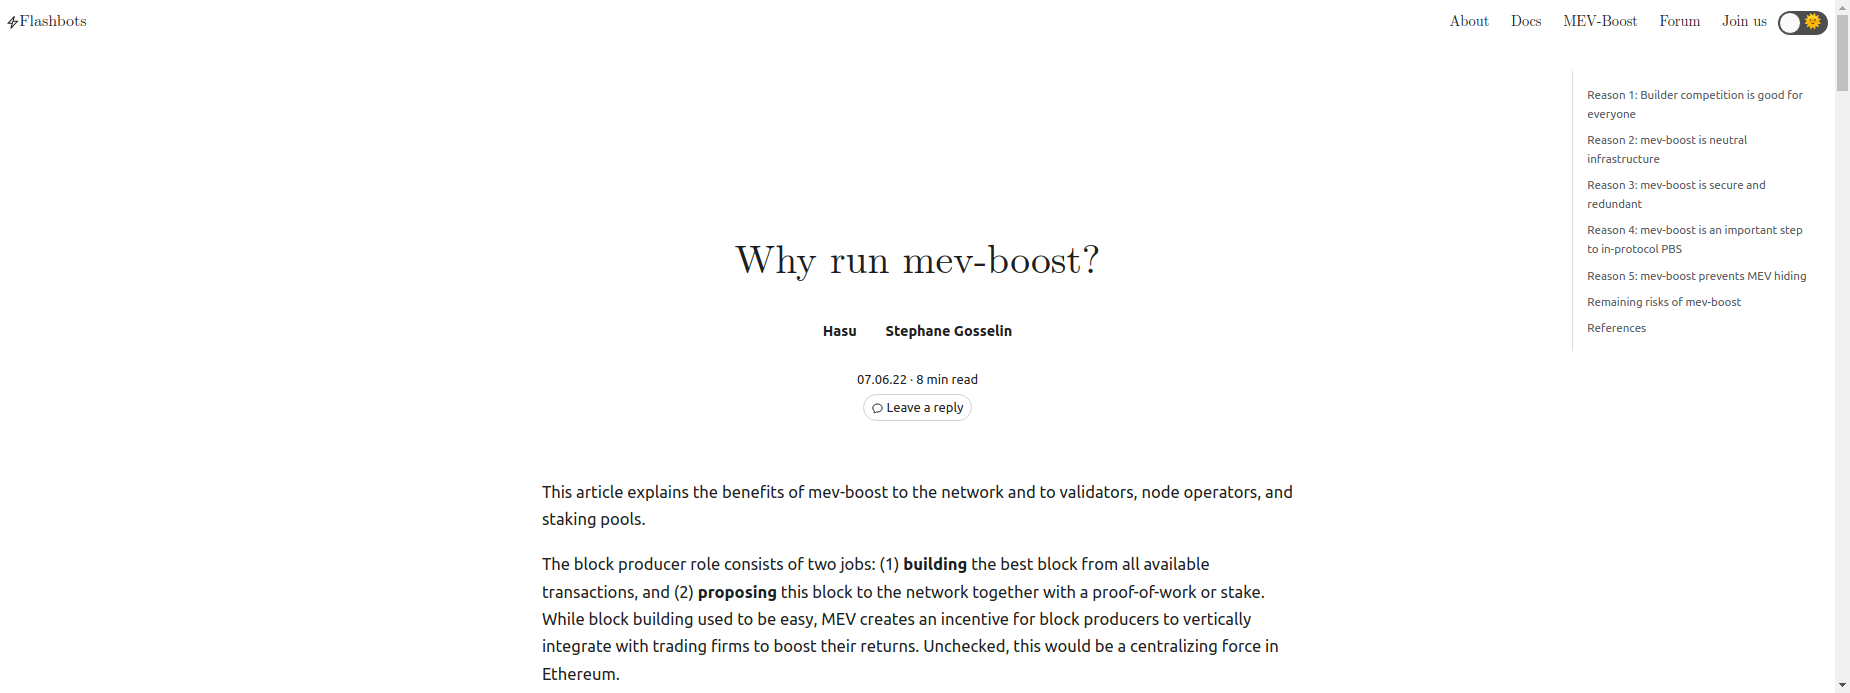 Flashbots
About Docs MEV-Boost Forum Join us
Reason 1: Builder competition is good for
everyone
Reason 2: mev-boost is neutral
infrastructure
Reason 3: mev-boost is secure and
redundant
Reason 4: mev-boost is an important step
to in-protocol PBS
Reason 5: mev-boost prevents MEV hiding
Remaining risks of mev-boost
References
Why run mev-boost?
Hasu Stephane Gosselin
07.06.22 · 8 min read
Leave a reply
This article explains the benefits of mev-boost to the network and to validators, node operators, and
staking pools.
The block producer role consists of two jobs: (1) building the best block from all available
transactions, and (2) proposing this block to the network together with a proof-of-work or stake.
While block building used to be easy, MEV creates an incentive for block producers to vertically
integrate with trading firms to boost their returns. Unchecked, this would be a centralizing force in
Ethereum.